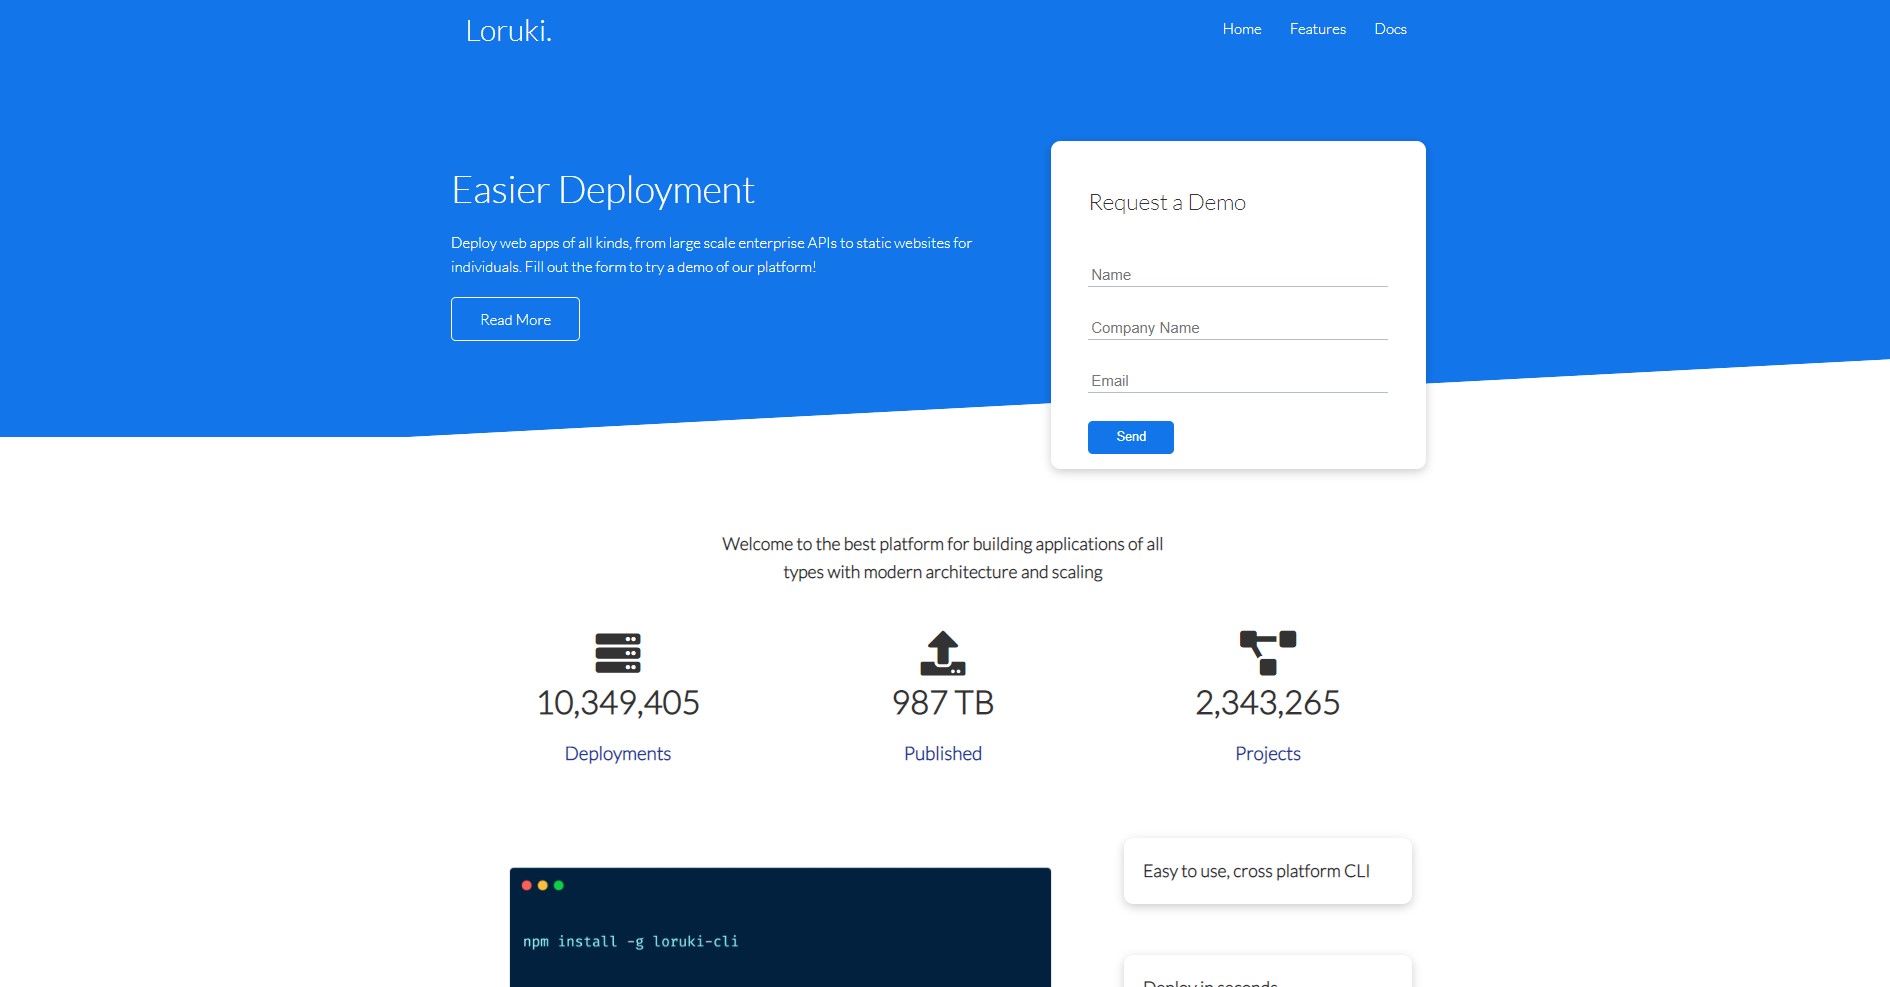 Loruki.
Home Features Docs
Easier Deployment
Deploy web apps of all kinds, from large scale enterprise APIs to static websites for
individuals. Fill out the form to try a demo of our platform!
Read More
Request a Demo
Name
Company Name
Email
Send
Welcome to the best platform for building applications of all
types with modern architecture and scaling
10,349,405
Deployments
987 TB
Published
2,343,265
Projects
npm install -g loruki-cli
Easy to use, cross platform CLI
Deploy in seconds